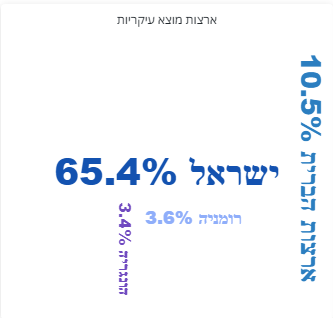 ארצות מוצא עיקריות
ישראל 65.4%
ארצות הברית 10.5%
רומניה 3.6%
הונגריה 3.4%